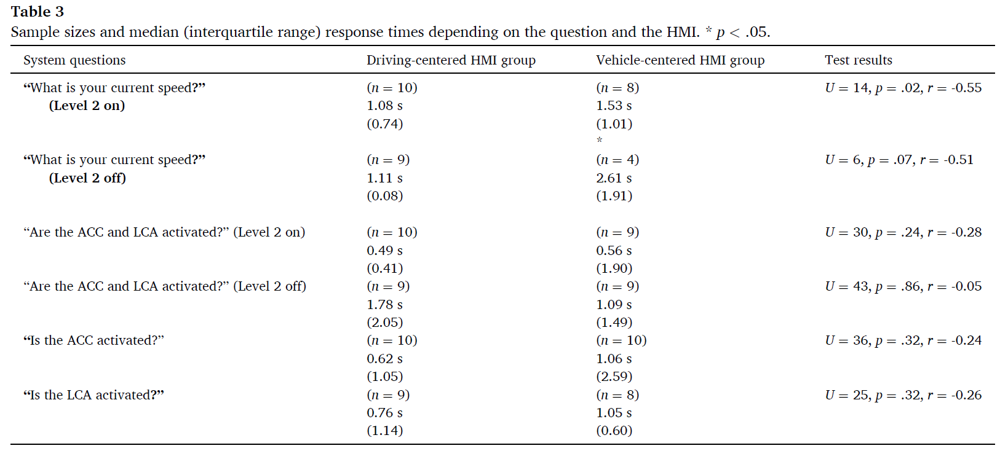 Table 3
Sample sizes and median (interquartile range) response times depending on the question and the HMI. * p < .05.
System questions Driving-centered HMI group Vehicle-centered HMI group Test results
“What is your current speed?” (n = 10) (n = 8) U = 14, p = .02, r = -0.55
(Level 2 on) 1.08 s 1.53 s
(0.74) (1.01)
*
“What is your current speed?” (n = 9) (n = 4) U = 6, p = .07, r = -0.51
(Level 2 off) 1.11 s 2.61 s
(0.08) (1.91)
“Are the ACC and LCA activated?” (Level 2 on) (n = 10) (n = 9) U = 30, p = .24, r = -0.28
0.49 s 0.56 s
(0.41) (1.90)
“Are the ACC and LCA activated?” (Level 2 off) (n = 9) (n = 9) U = 43, p = .86, r = -0.05
1.78 s 1.09 s
(2.05) (1.49)
“Is the ACC activated?” (n = 10) (n = 10) U = 36, p = .32, r = -0.24
0.62 s 1.06 s
(1.05) (2.59)
“Is the LCA activated?” (n = 9) (n = 8) U = 25, p = .32, r = -0.26
0.76 s 1.05 s
(1.14) (0.60)